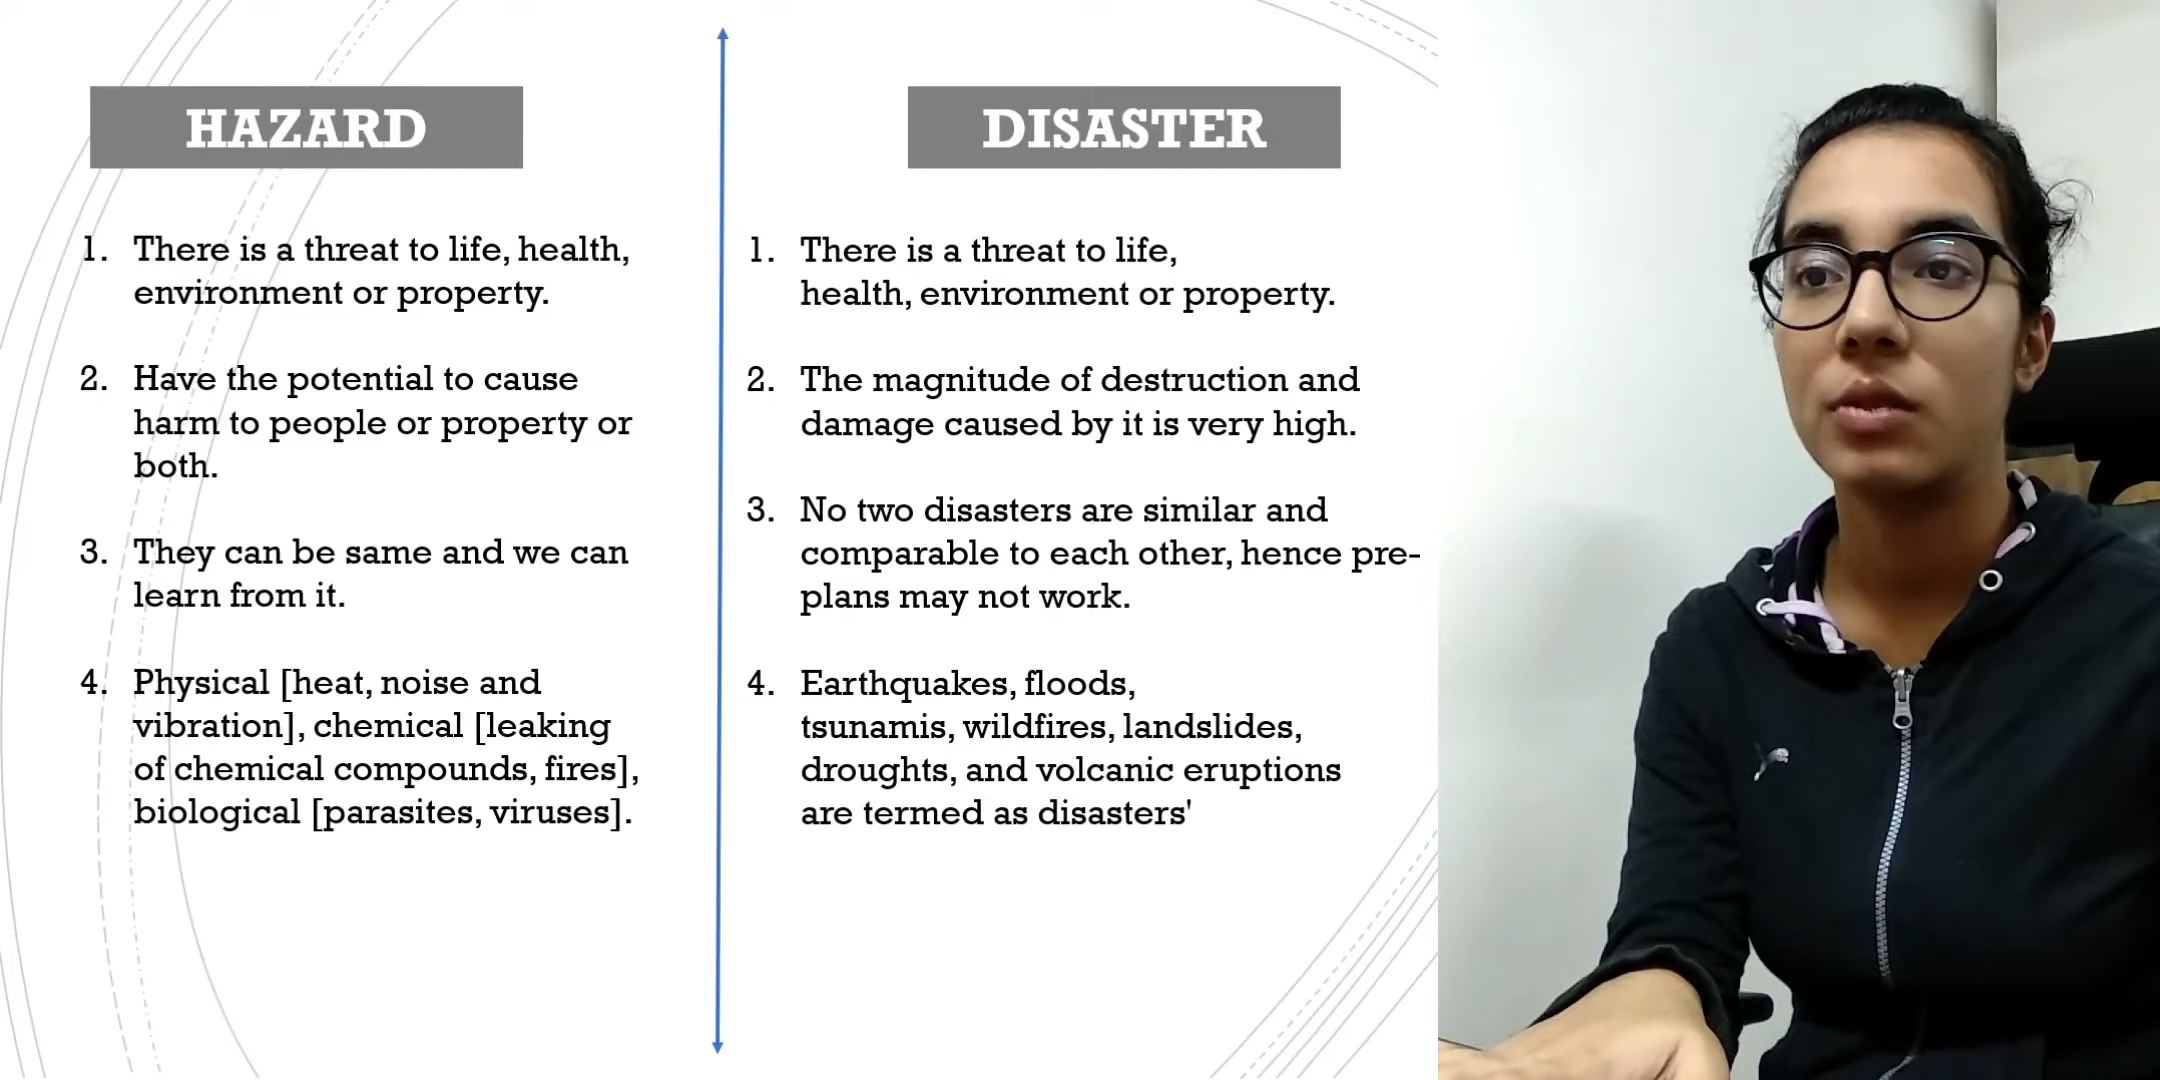 HAZARD
1. There is a threat to life, health,
environment or property.
2. Have the potential to cause
harm to people or property or
both.
3. They can be same and we can
learn from it.
4. Physical [heat, noise and
vibration], chemical [leaking
of chemical compounds, fires],
biological [parasites, viruses].
DISASTER
1. There is a threat to life,
health, environment or property.
2. The magnitude of destruction and
damage caused by it is very high.
3. No two disasters are similar and
comparable to each other, hence pre-
plans may not work.
4. Earthquakes, floods,
tsunamis, wildfires, landslides,
droughts, and volcanic eruptions
are termed as disasters'